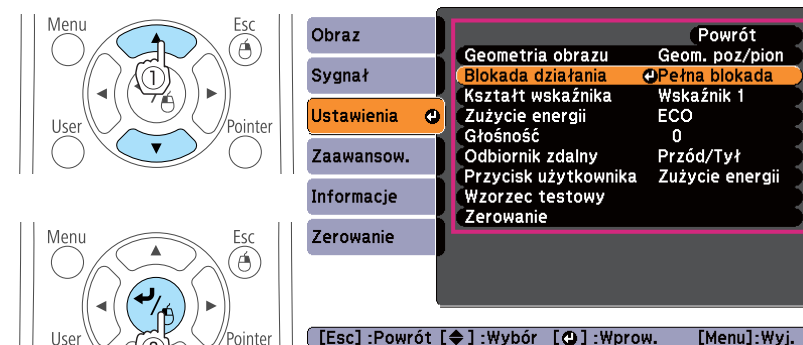 Menu
Esc
1
User
Pointer
Menu
Esc
User
Pointer
Obraz
Sygnał
Ustawienia
Zaawansow.
Informacje
Zerowanie
Powrót
Geometria obrazu Geom. poz/pion
Blokada działania Pełna blokada
Kształt wskaźnika Wskaźnik 1
Zużycie energii ECO
Głośność 0
Odbiornik zdalny Przód/Tył
Przycisk użytkownika Zużycie energii
Wzorzec testowy
Zerowanie
[Esc] :Powrót [◆] :Wybór [⏎] :Wprow. [Menu]:Wyj.